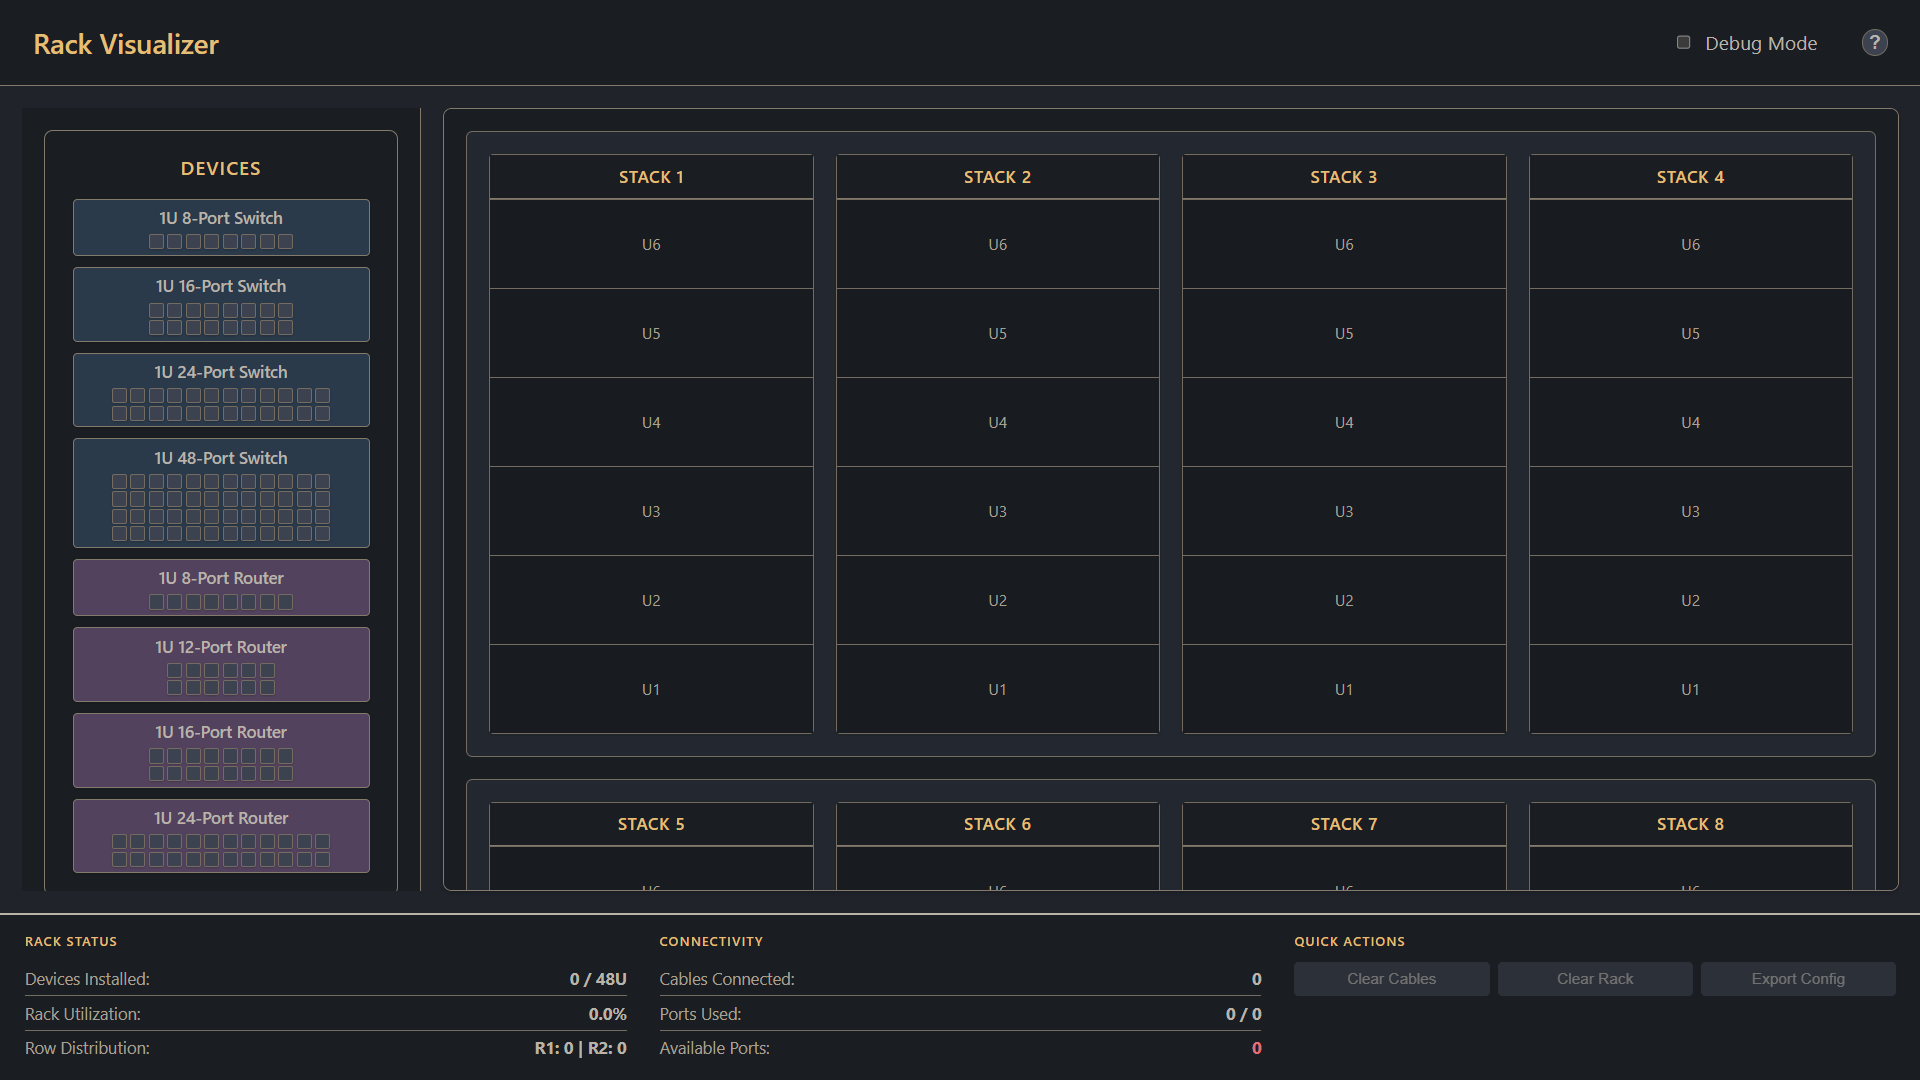 Rack Visualizer
Debug Mode
?
DEVICES
1U 8-Port Switch
1U 16-Port Switch
1U 24-Port Switch
1U 48-Port Switch
1U 8-Port Router
1U 12-Port Router
1U 16-Port Router
1U 24-Port Router
STACK 1 STACK 2 STACK 3 STACK 4
U6 U6 U6 U6
U5 U5 U5 U5
U4 U4 U4 U4
U3 U3 U3 U3
U2 U2 U2 U2
U1 U1 U1 U1
STACK 5 STACK 6 STACK 7 STACK 8
U6 U6 U6 U6
RACK STATUS
Devices Installed: 0 / 48U
Rack Utilization: 0.0%
Row Distribution: R1: 0 | R2: 0
CONNECTIVITY
Cables Connected: 0
Ports Used: 0 / 0
Available Ports: 0
QUICK ACTIONS
Clear Cables Clear Rack Export Config